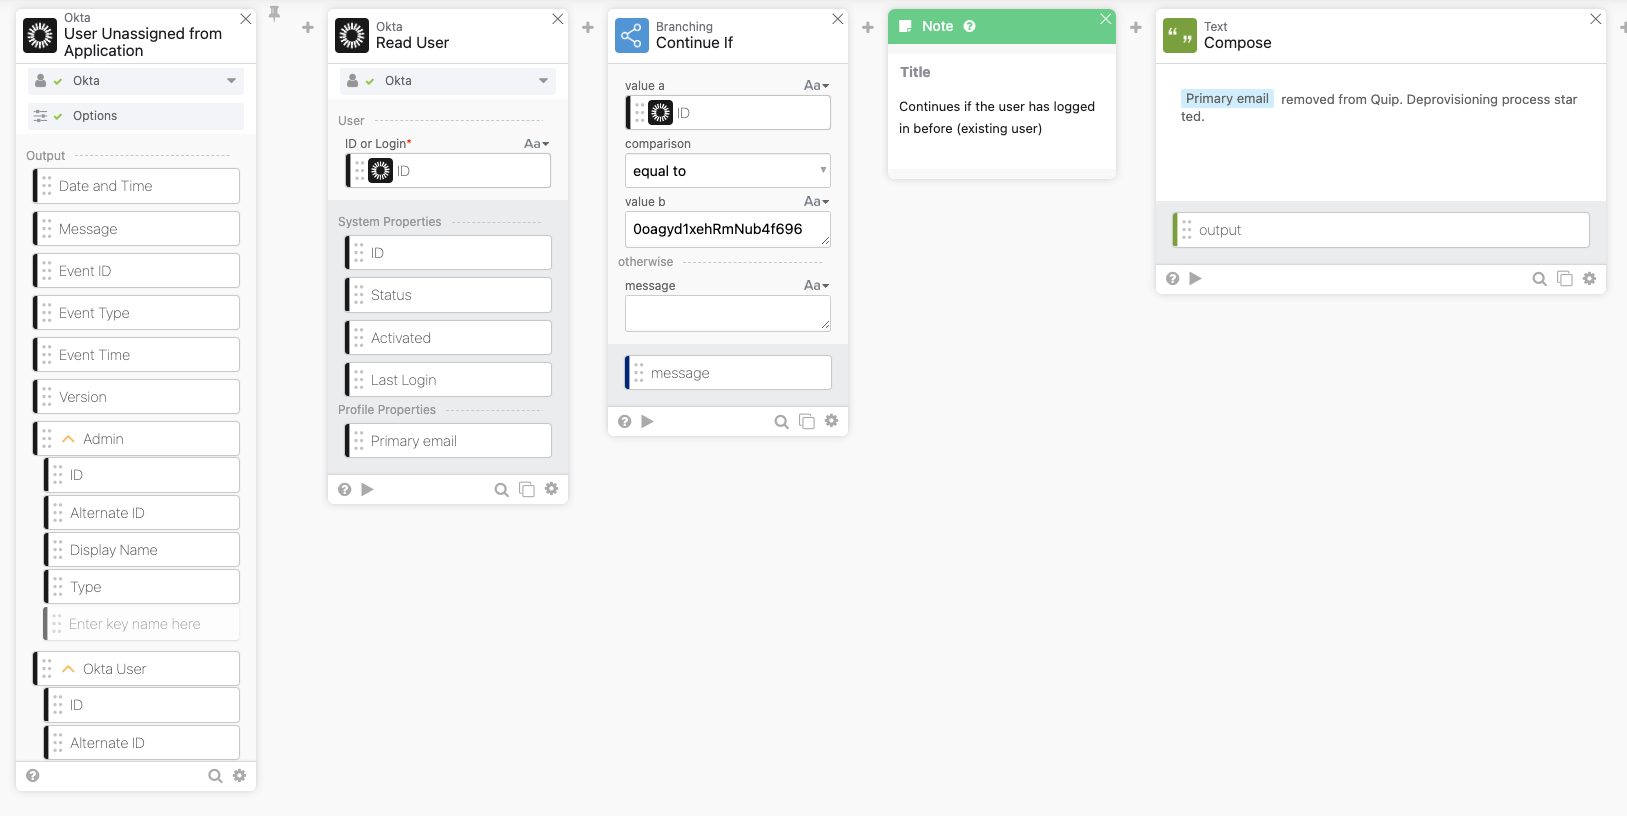 Okta
User Unassigned from
Application
Okta
Options
Output
Date and Time
Message
Event ID
Event Type
Event Time
Version
Admin
ID
Alternate ID
Display Name
Type
Enter key name here
Okta User
ID
Alternate ID
Okta
Read User
Okta
User
ID or Login* Aa
ID
System Properties
ID
Status
Activated
Last Login
Profile Properties
Primary email
Branching
Continue If
value a Aa
ID
comparison
equal to
value b Aa
0oagyd1xehRmNub4f696
otherwise
message Aa
message
Note
Title
Continues if the user has logged
in before (existing user)
Text
Compose
Primary email removed from Quip. Deprovisioning process star
ted.
output